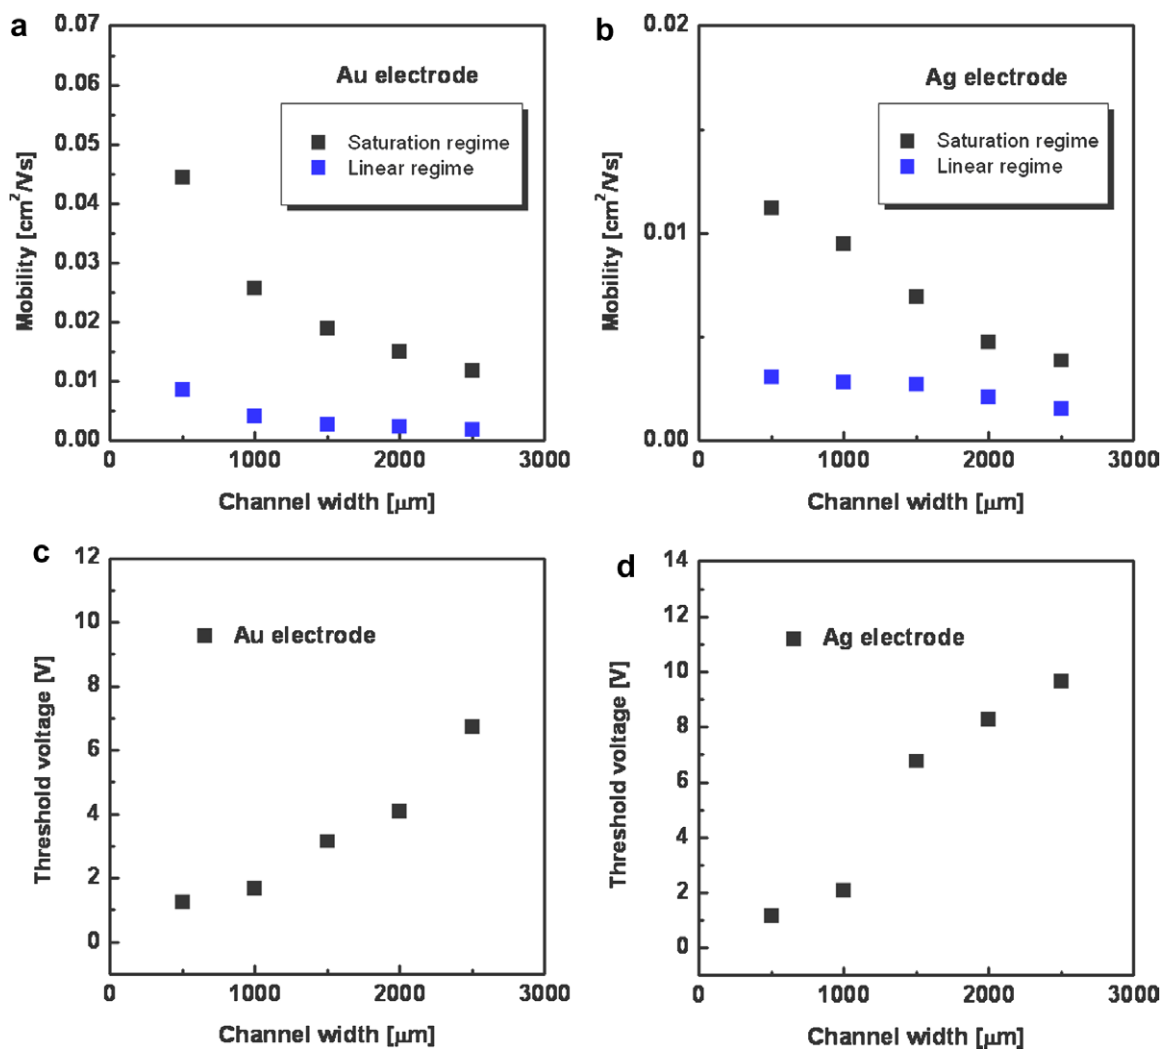 a
0.07
0.06
0.05
0.04
0.03
0.02
0.01
0.00
Mobility [cm²/Vs]
Au electrode
Saturation regime
Linear regime
0 1000 2000 3000
Channel width [μm]
b
0.02
0.01
0.00
Mobility [cm²/Vs]
Ag electrode
Saturation regime
Linear regime
0 1000 2000 3000
Channel width [μm]
c
12
10
8
6
4
2
0
Threshold voltage [V]
Au electrode
0 1000 2000 3000
Channel width [μm]
d
14
12
10
8
6
4
2
0
Threshold voltage [V]
Ag electrode
0 1000 2000 3000
Channel width [μm]